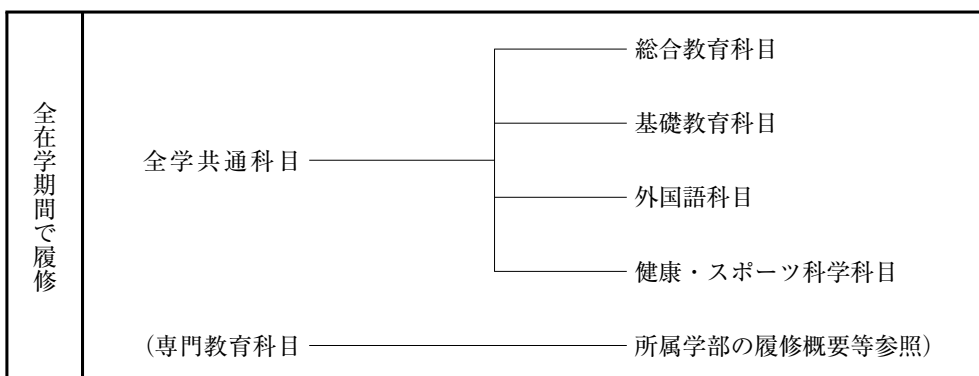 全在学期間で履修
全学共通科目
総合教育科目
基礎教育科目
外国語科目
健康・スポーツ科学科目
(専門教育科目
所属学部の履修概要等参照)